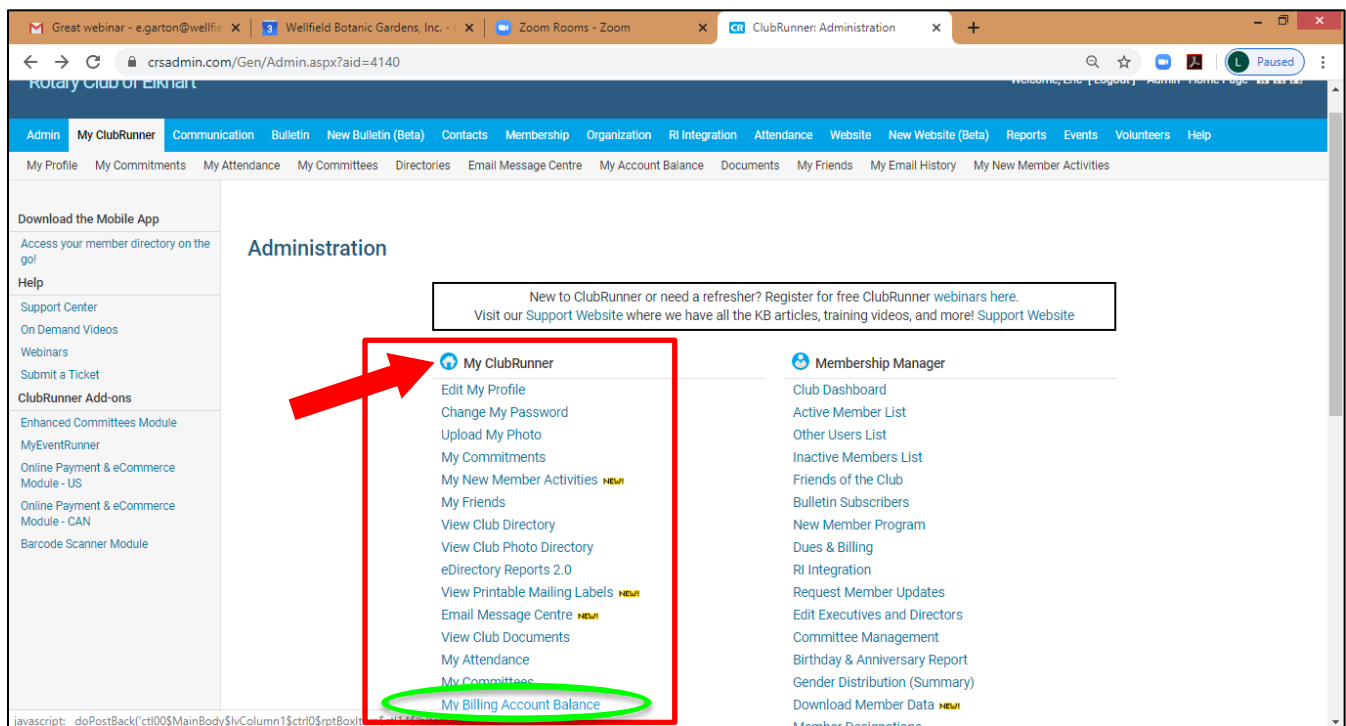 Great webinar - e.garton@wellfie
Wellfield Botanic Gardens, Inc. -
Zoom Rooms - Zoom
ClubRunner: Administration
crsadmin.com/Gen/Admin.aspx?aid=4140
L Paused
Rotary Club of Elkhart
Admin My ClubRunner Communication Bulletin New Bulletin (Beta) Contacts Membership Organization RI Integration Attendance Website New Website (Beta) Reports Events Volunteers Help
My Profile My Commitments My Attendance My Committees Directories Email Message Centre My Account Balance Documents My Friends My Email History My New Member Activities
Download the Mobile App
Access your member directory on the
go!
Help
Support Center
On Demand Videos
Webinars
Submit a Ticket
ClubRunner Add-ons
Enhanced Committees Module
MyEventRunner
Online Payment & eCommerce
Module - US
Online Payment & eCommerce
Module - CAN
Barcode Scanner Module
Administration
New to ClubRunner or need a refresher? Register for free ClubRunner webinars here.
Visit our Support Website where we have all the KB articles, training videos, and more! Support Website
My ClubRunner
Edit My Profile
Change My Password
Upload My Photo
My Commitments
My New Member Activities NEW!
My Friends
View Club Directory
View Club Photo Directory
eDirectory Reports 2.0
View Printable Mailing Labels NEW!
Email Message Centre NEW!
View Club Documents
My Attendance
My Committees
My Billing Account Balance
Membership Manager
Club Dashboard
Active Member List
Other Users List
Inactive Members List
Friends of the Club
Bulletin Subscribers
New Member Program
Dues & Billing
RI Integration
Request Member Updates
Edit Executives and Directors
Committee Management
Birthday & Anniversary Report
Gender Distribution (Summary)
Download Member Data NEW!
Member Designations